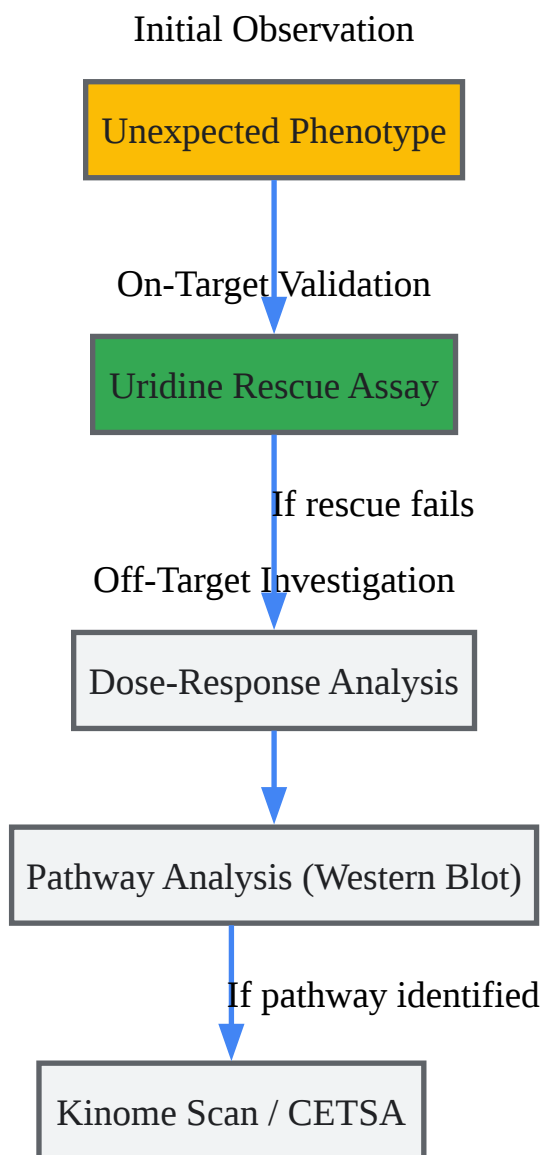 Initial Observation
Unexpected Phenotype
On-Target Validation
Uridine Rescue Assay
If rescue fails
Off-Target Investigation
Dose-Response Analysis
Pathway Analysis (Western Blot)
If pathway identified
Kinome Scan / CETSA